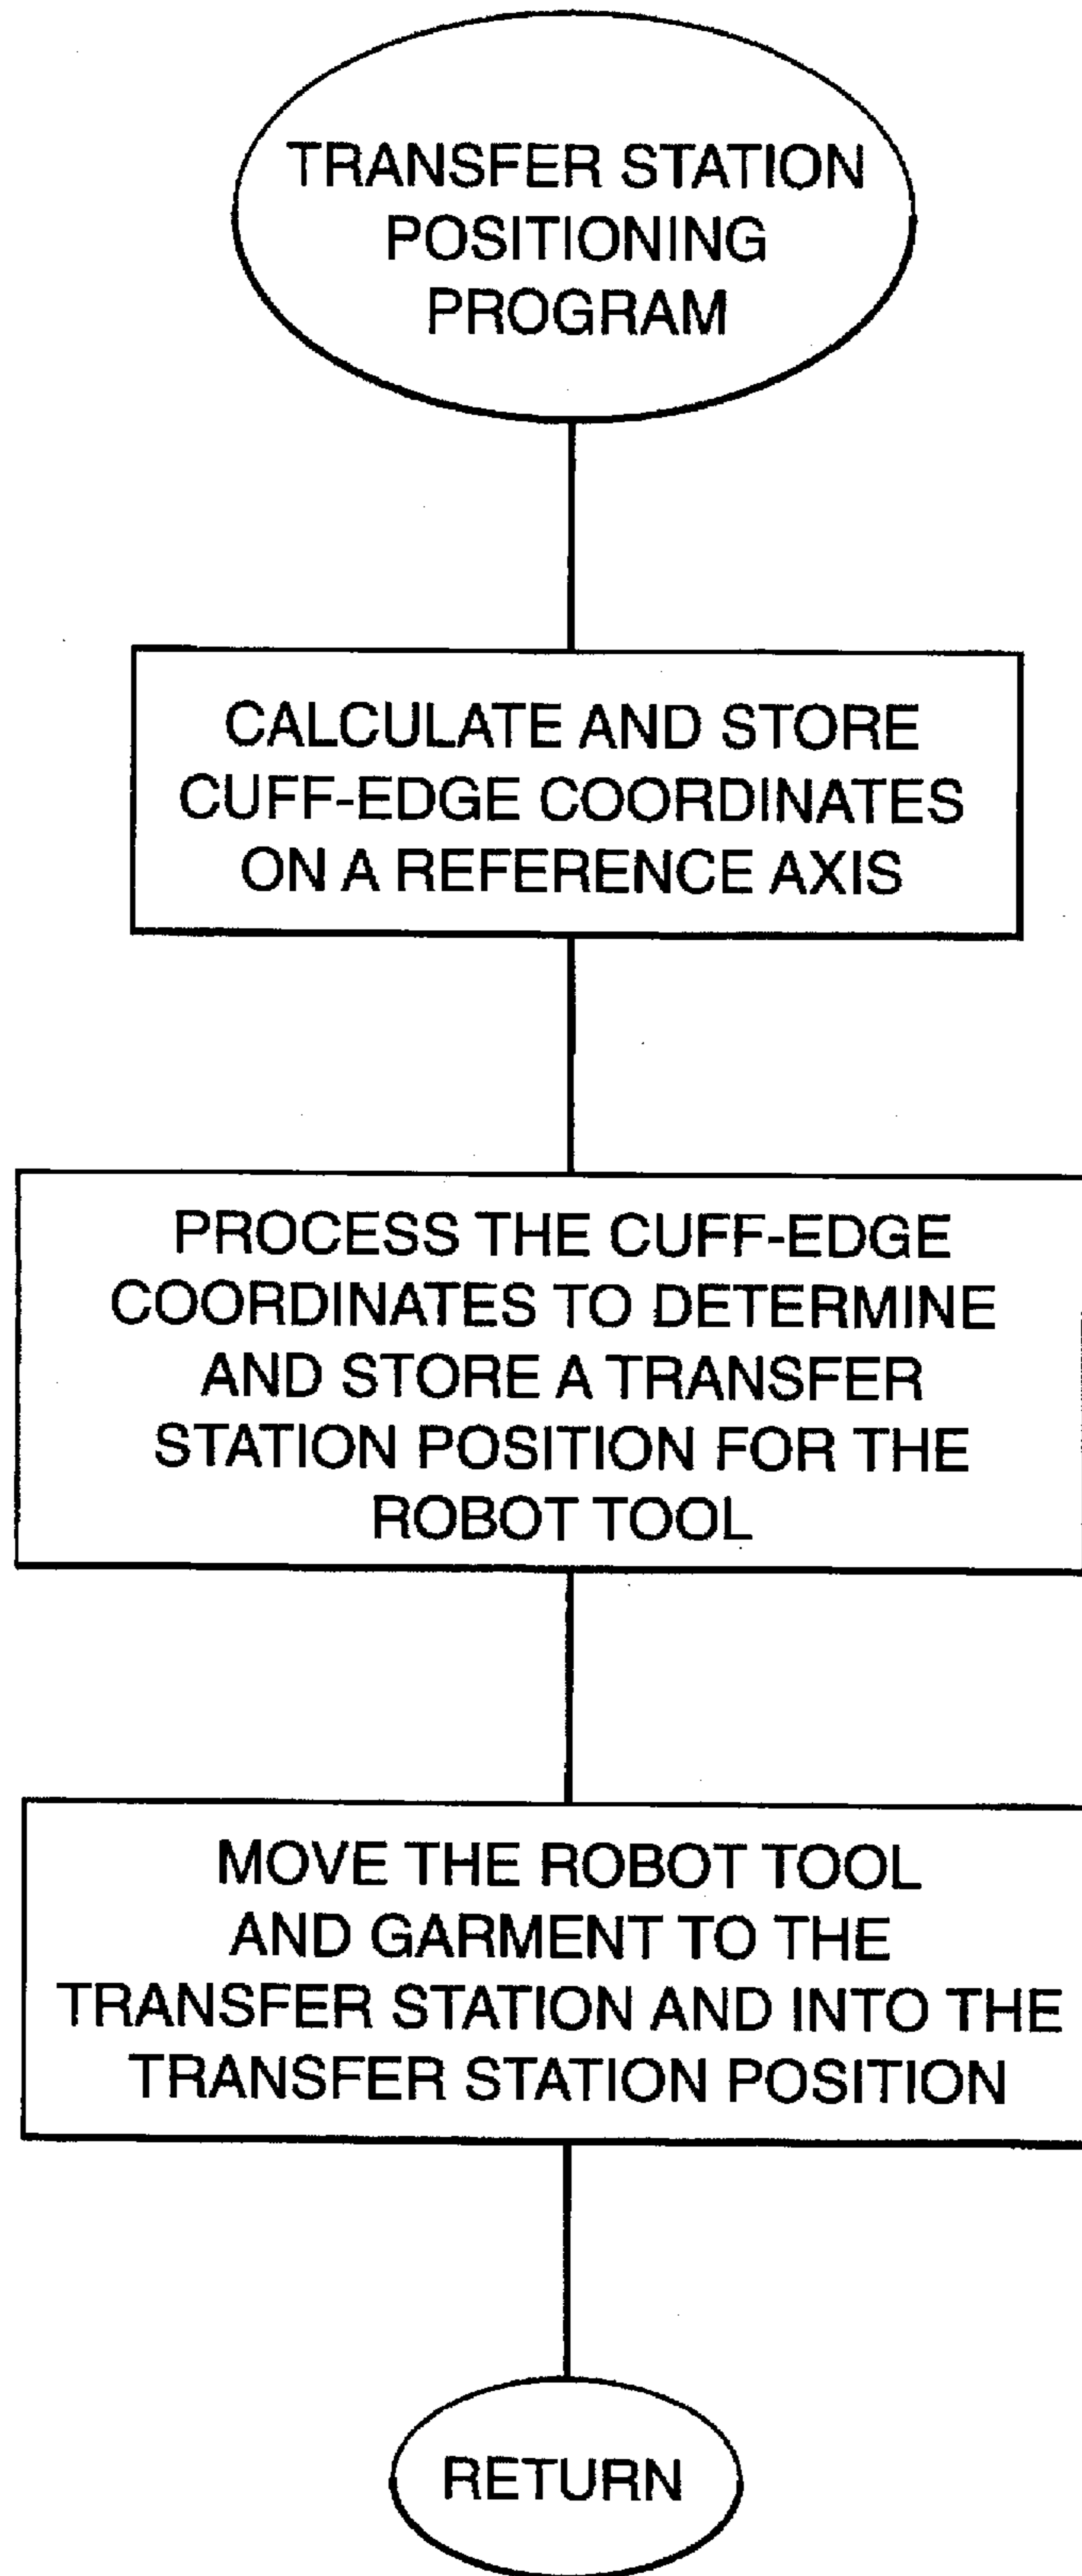 TRANSFER STATION
POSITIONING
PROGRAM
CALCULATE AND STORE
CUFF-EDGE COORDINATES
ON A REFERENCE AXIS
PROCESS THE CUFF-EDGE
COORDINATES TO DETERMINE
AND STORE A TRANSFER
STATION POSITION FOR THE
ROBOT TOOL
MOVE THE ROBOT TOOL
AND GARMENT TO THE
TRANSFER STATION AND INTO THE
TRANSFER STATION POSITION
RETURN